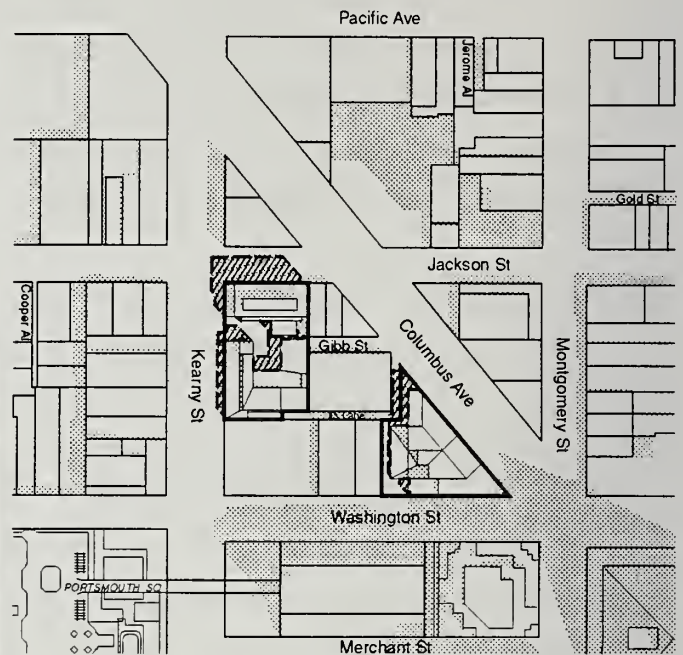 Pacific Ave
Jerome Al
Gold St
Jackson St
Cooper Al
Kearny St
Gibb St
Columbus Ave
Montgomery St
Washington St
PORTSMOUTH SQ
Merchant St